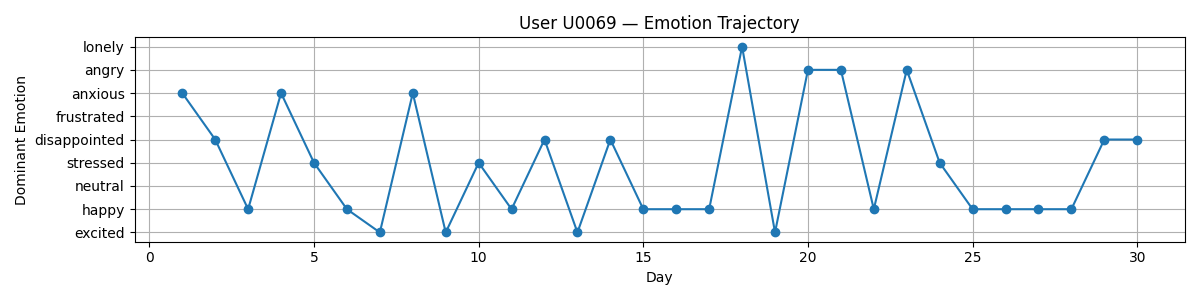 User U0069 — Emotion Trajectory
lonely
angry
anxious
frustrated
disappointed
stressed
neutral
happy
excited
Dominant Emotion
0 5 10 15 20 25 30
Day